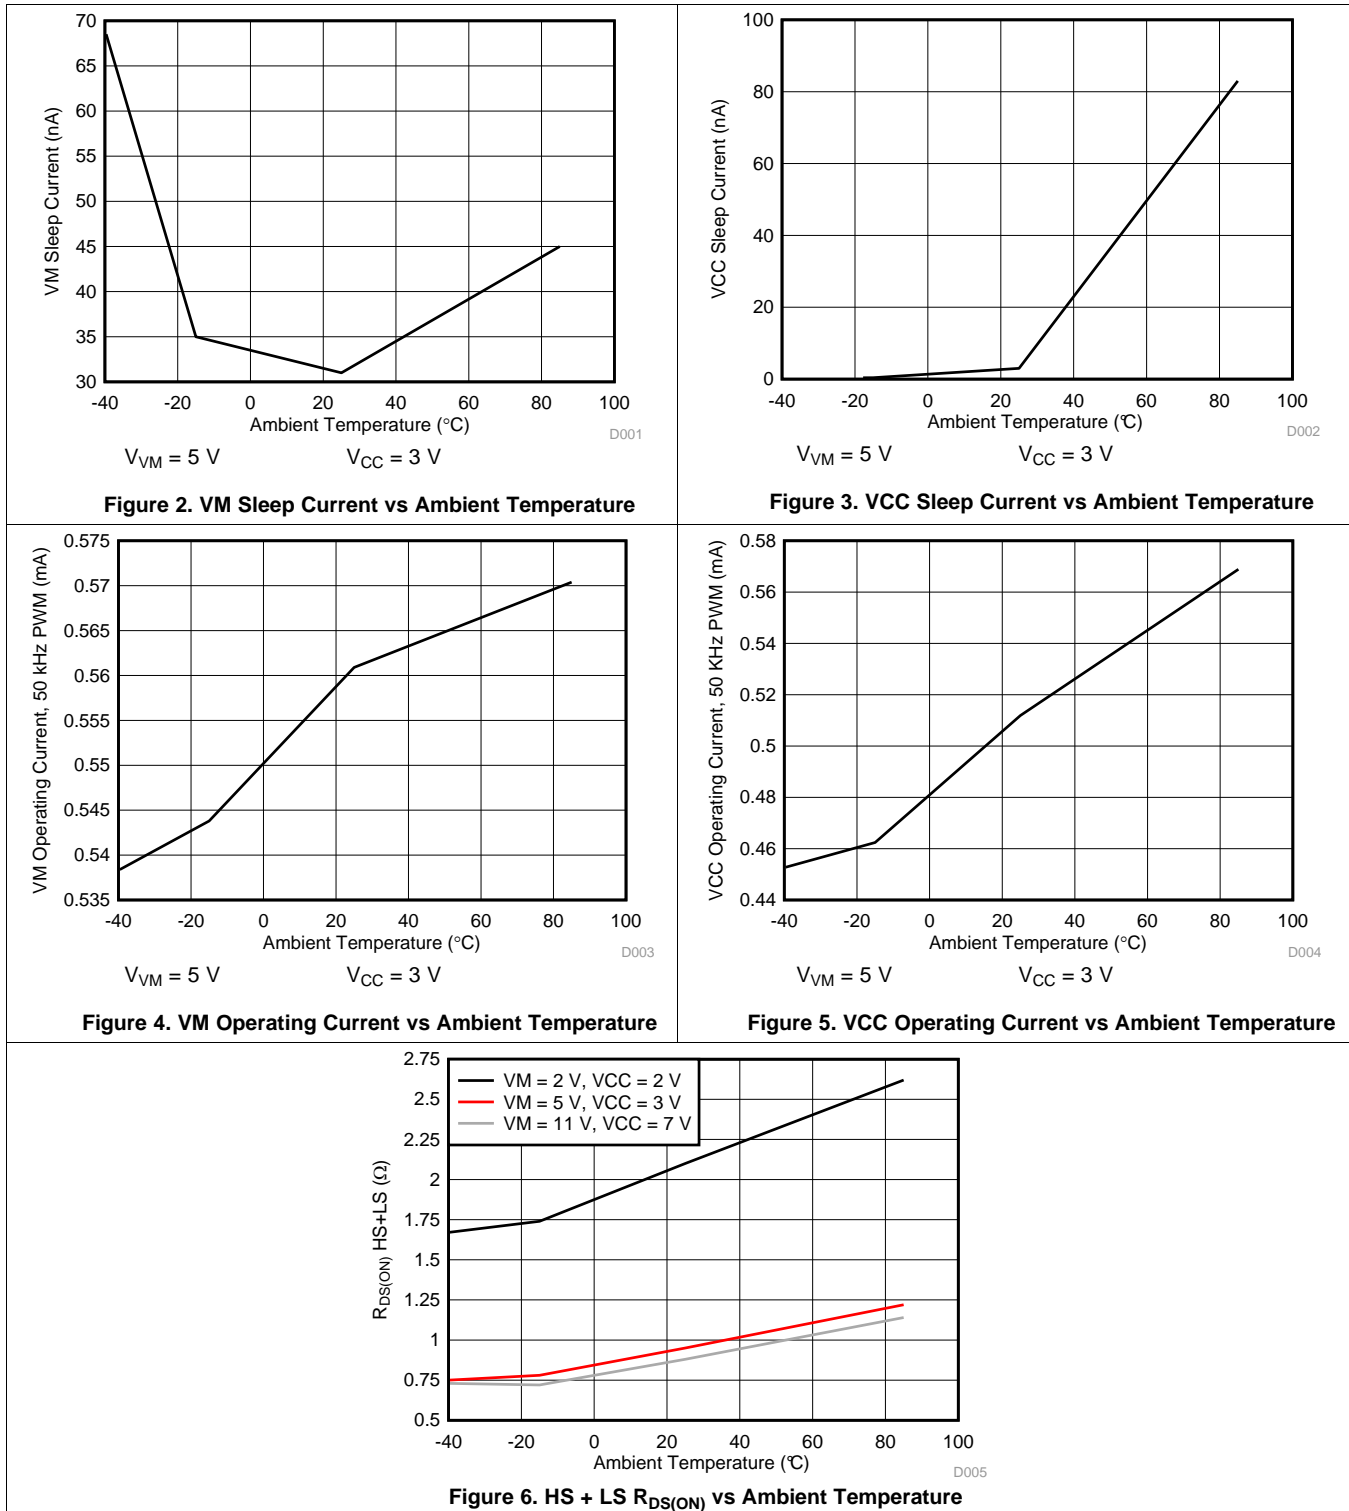 70
65
60
55
50
45
40
35
30
VM Sleep Current (nA)
-40 -20 0 20 40 60 80 100
Ambient Temperature (°C)
D001
V_VM = 5 V V_CC = 3 V
Figure 2. VM Sleep Current vs Ambient Temperature
100
80
60
40
20
0
VCC Sleep Current (nA)
-40 -20 0 20 40 60 80 100
Ambient Temperature (°C)
D002
V_VM = 5 V V_CC = 3 V
Figure 3. VCC Sleep Current vs Ambient Temperature
0.575
0.57
0.565
0.56
0.555
0.55
0.545
0.54
0.535
VM Operating Current, 50 kHz PWM (mA)
-40 -20 0 20 40 60 80 100
Ambient Temperature (°C)
D003
V_VM = 5 V V_CC = 3 V
Figure 4. VM Operating Current vs Ambient Temperature
0.58
0.56
0.54
0.52
0.5
0.48
0.46
0.44
VCC Operating Current, 50 KHz PWM (mA)
-40 -20 0 20 40 60 80 100
Ambient Temperature (°C)
D004
V_VM = 5 V V_CC = 3 V
Figure 5. VCC Operating Current vs Ambient Temperature
2.75
2.5
2.25
2
1.75
1.5
1.25
1
0.75
0.5
R_DS(ON) HS+LS (Ω)
VM = 2 V, VCC = 2 V
VM = 5 V, VCC = 3 V
VM = 11 V, VCC = 7 V
-40 -20 0 20 40 60 80 100
Ambient Temperature (°C)
D005
Figure 6. HS + LS R_DS(ON) vs Ambient Temperature